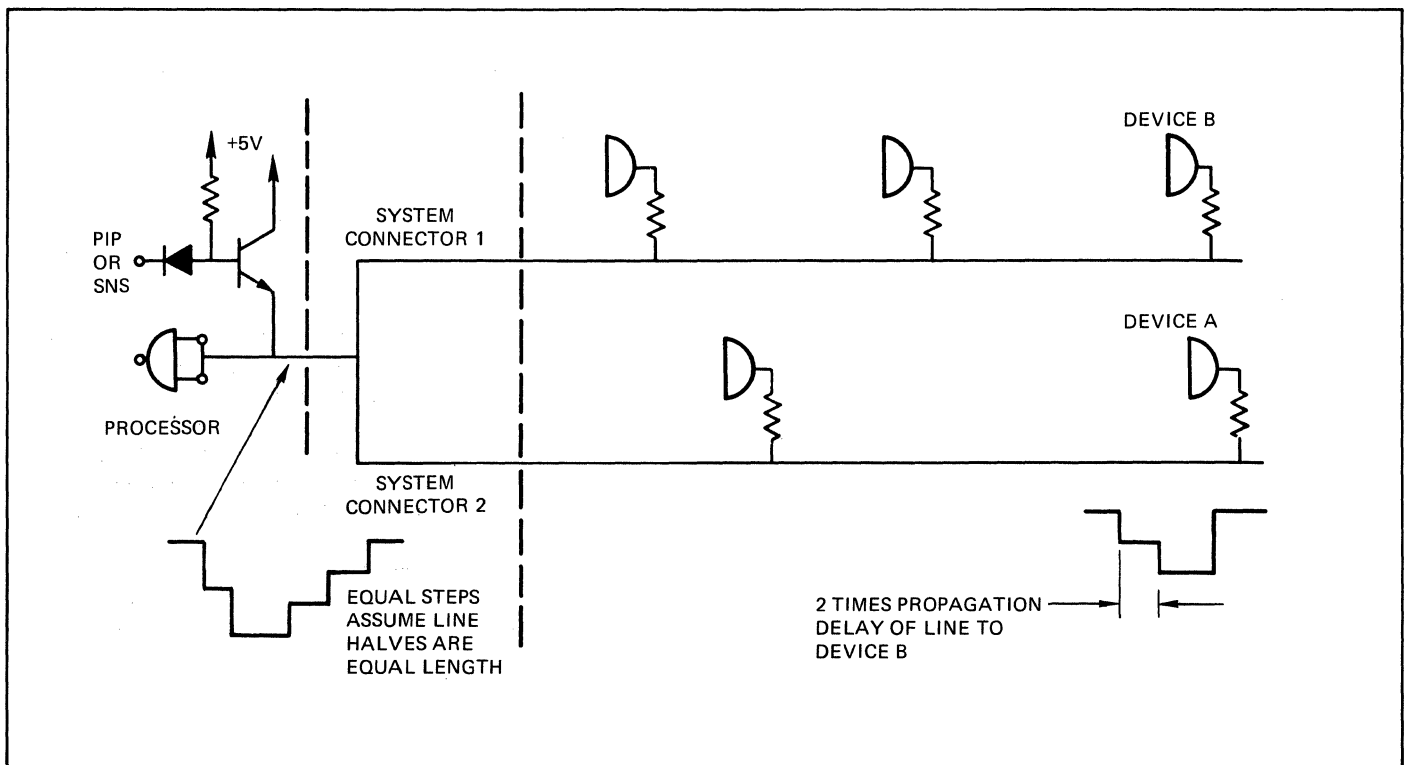 +5V
PIP
OR
SNS
PROCESSOR
SYSTEM
CONNECTOR 1
DEVICE B
DEVICE A
SYSTEM
CONNECTOR 2
EQUAL STEPS
ASSUME LINE
HALVES ARE
EQUAL LENGTH
2 TIMES PROPAGATION
DELAY OF LINE TO
DEVICE B